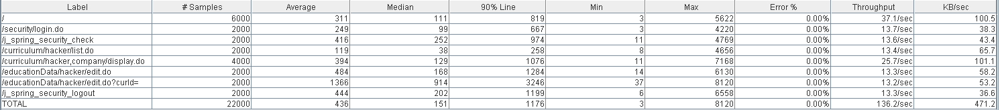 Label # Samples Average Median 90% Line Min Max Error % Throughput KB/sec
/ 6000 311 111 819 3 5622 0.00% 37.1/sec 100.5
/security/login.do 2000 249 99 667 3 4220 0.00% 13.7/sec 38.3
/j_spring_security_check 2000 416 252 974 11 4769 0.00% 13.6/sec 43.4
/curriculum/hacker/list.do 2000 119 38 258 8 4656 0.00% 13.4/sec 65.7
/curriculum/hacker,company/display.do 4000 394 129 1076 11 7168 0.00% 25.7/sec 101.1
/educationData/hacker/edit.do 2000 484 168 1284 14 6130 0.00% 13.3/sec 58.2
/educationData/hacker/edit.do?curId= 2000 1366 914 3246 37 8120 0.00% 13.2/sec 53.2
/j_spring_security_logout 2000 444 202 1199 6 6558 0.00% 13.3/sec 36.6
TOTAL 22000 436 151 1176 3 8120 0.00% 136.2/sec 471.2